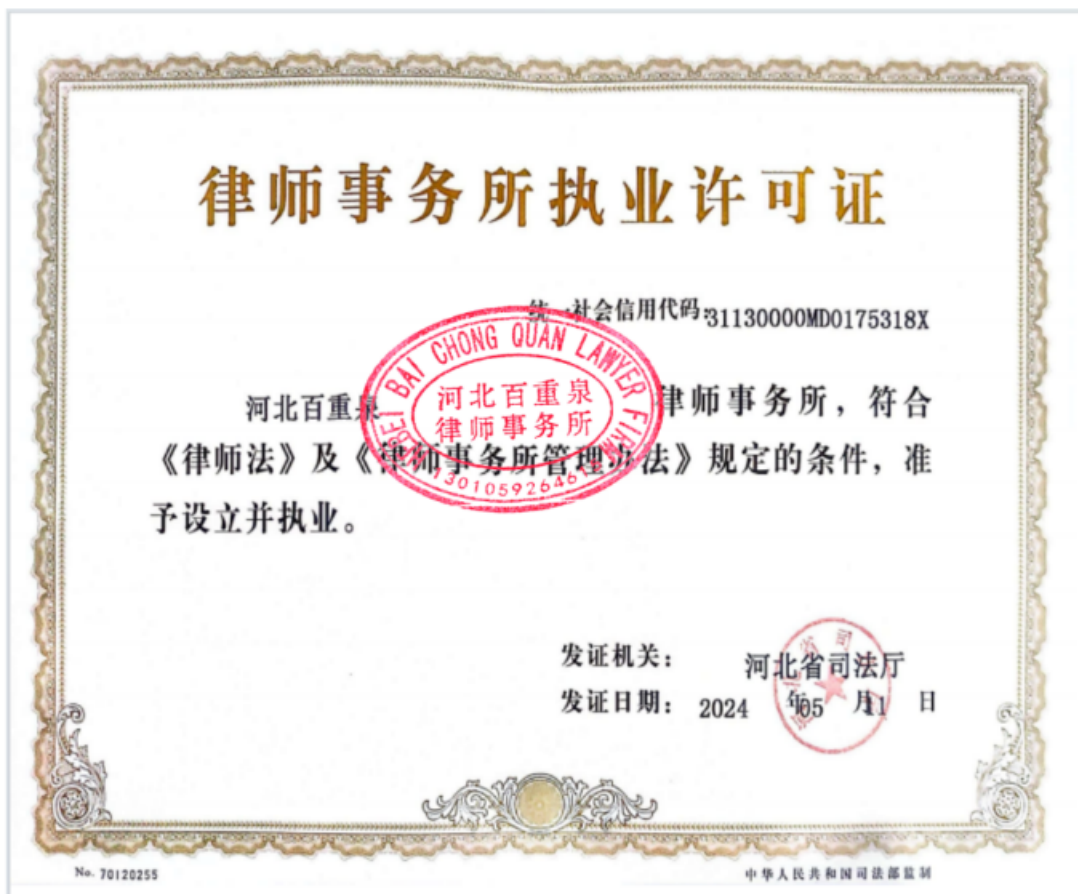 律师事务所执业许可证
统一社会信用代码:31130000MD0175318X
HEBEI BAI CHONG QUAN LAWYER FIRM
河北百重泉
律师事务所
河北百重泉 律师事务所，符合
《律师法》及《律师事务所管理办法》规定的条件，准
予设立并执业。
发证机关： 河北省司法厅
发证日期： 2024 年 05 月 11 日
No. 70120255
中华人民共和国司法部监制